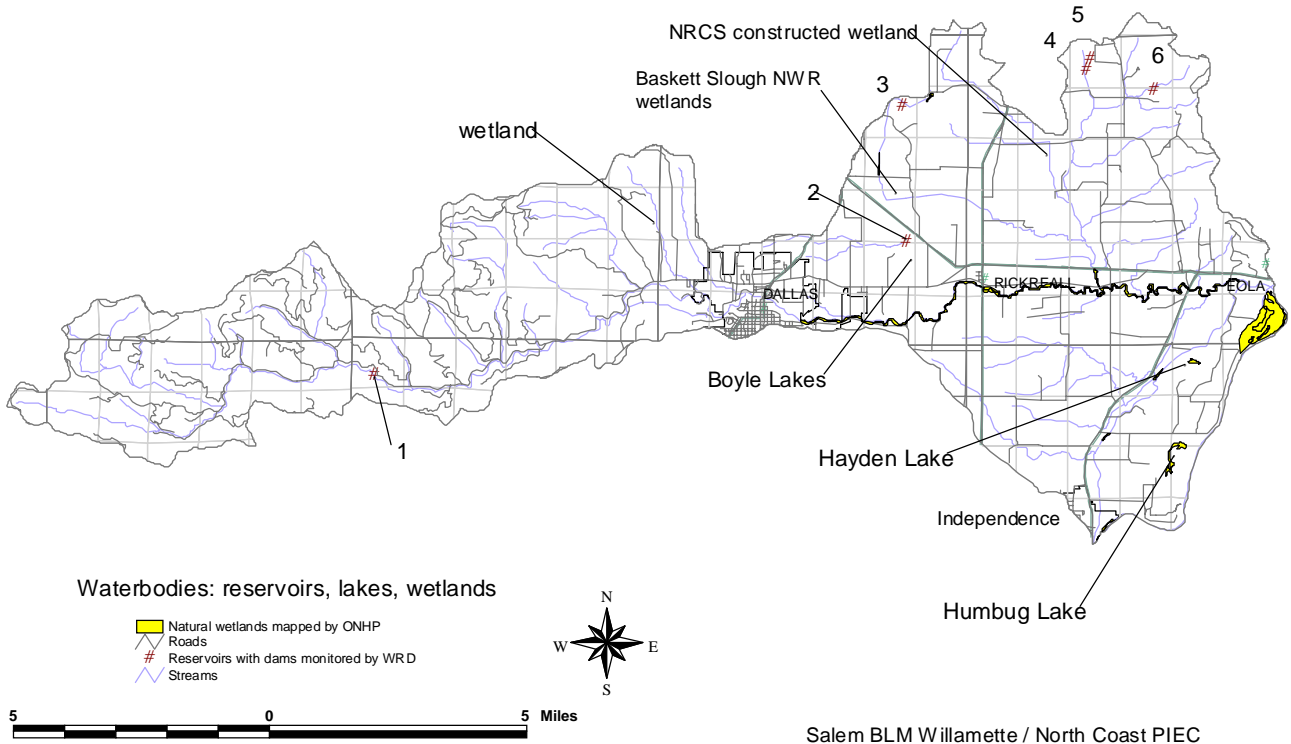 NRCS constructed wetland
5
4
6
Baskett Slough NWR
wetlands
3
wetland
2
DALLAS
RICKREALL
EOLA
Boyle Lakes
1
Hayden Lake
Independence
Humbug Lake
Waterbodies: reservoirs, lakes, wetlands
Natural wetlands mapped by ONHP
Roads
# Reservoirs with dams monitored by WRD
Streams
N
W E
S
5 0 5 Miles
Salem BLM Willamette / North Coast PIEC